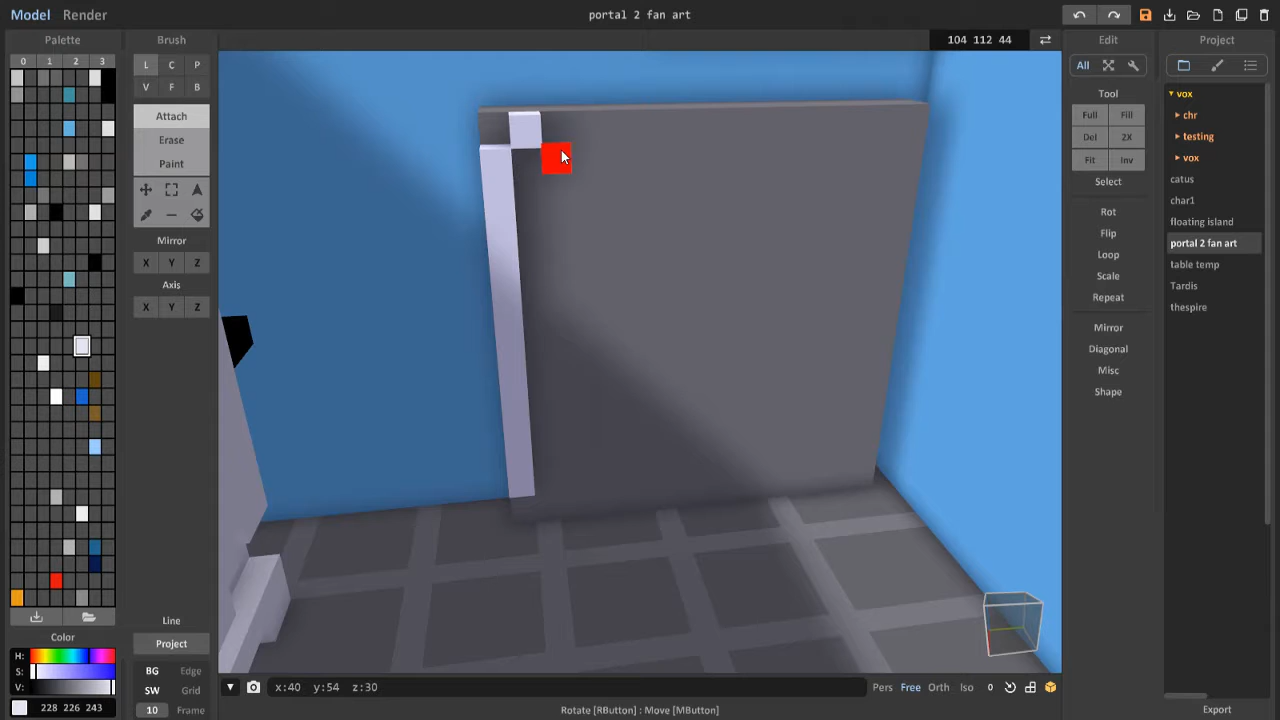 Model Render
portal 2 fan art
Palette
0 1 2 3
Brush
L C P
V F B
Attach
Erase
Paint
Mirror
X Y Z
Axis
X Y Z
Line
Project
BG Edge
SW Grid
10 Frame
Color
H:
S:
V:
228 226 243
104 112 44
x:40 y:54 z:30
Pers Free Orth Iso 0
Rotate [RButton] : Move [MButton]
Edit
All
Tool
Full Fill
Del 2X
Fit Inv
Select
Rot
Flip
Loop
Scale
Repeat
Mirror
Diagonal
Misc
Shape
Project
vox
chr
testing
vox
catus
char1
floating island
portal 2 fan art
table temp
Tardis
thespire
Export